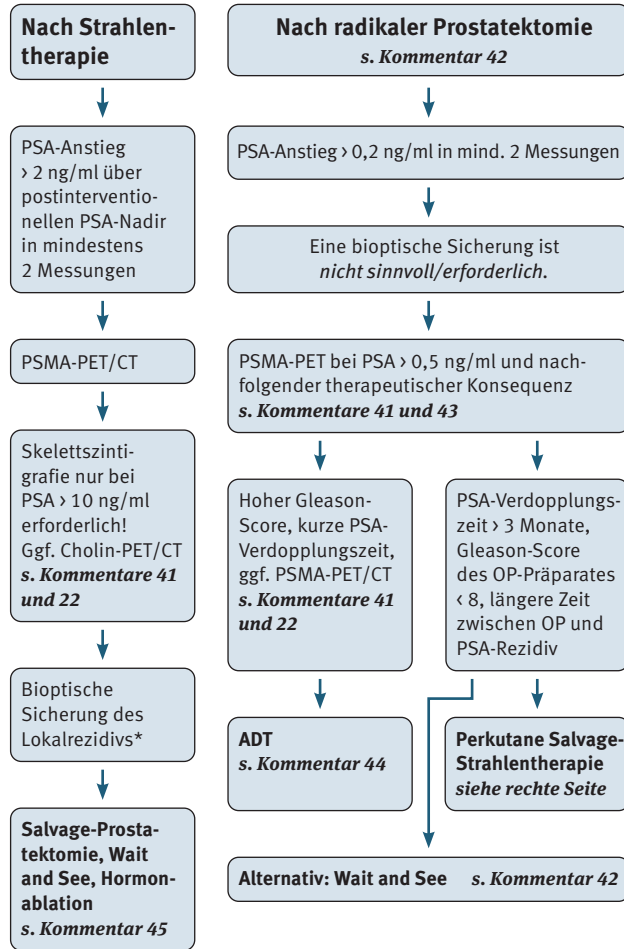 Nach Strahlen-
therapie
PSA-Anstieg
> 2 ng/ml über
postinterventio-
nellen PSA-Nadir
in mindestens
2 Messungen
PSMA-PET/CT
Skelettszinti-
grafie nur bei
PSA > 10 ng/ml
erforderlich!
Ggf. Cholin-PET/CT
s. Kommentare 41
und 22
Bioptische
Sicherung des
Lokalrezidivs*
Salvage-Prosta-
tektomie, Wait
and See, Hormon-
ablation
s. Kommentar 45
Nach radikaler Prostatektomie
s. Kommentar 42
PSA-Anstieg > 0,2 ng/ml in mind. 2 Messungen
Eine bioptische Sicherung ist
nicht sinnvoll/erforderlich.
PSMA-PET bei PSA > 0,5 ng/ml und nach-
folgender therapeutischer Konsequenz
s. Kommentare 41 und 43
Hoher Gleason-
Score, kurze PSA-
Verdopplungszeit,
ggf. PSMA-PET/CT
s. Kommentare 41
und 22
ADT
s. Kommentar 44
PSA-Verdopplungs-
zeit > 3 Monate,
Gleason-Score
des OP-Präparates
< 8, längere Zeit
zwischen OP und
PSA-Rezidiv
Perkutane Salvage-
Strahlentherapie
siehe rechte Seite
Alternativ: Wait and See s. Kommentar 42